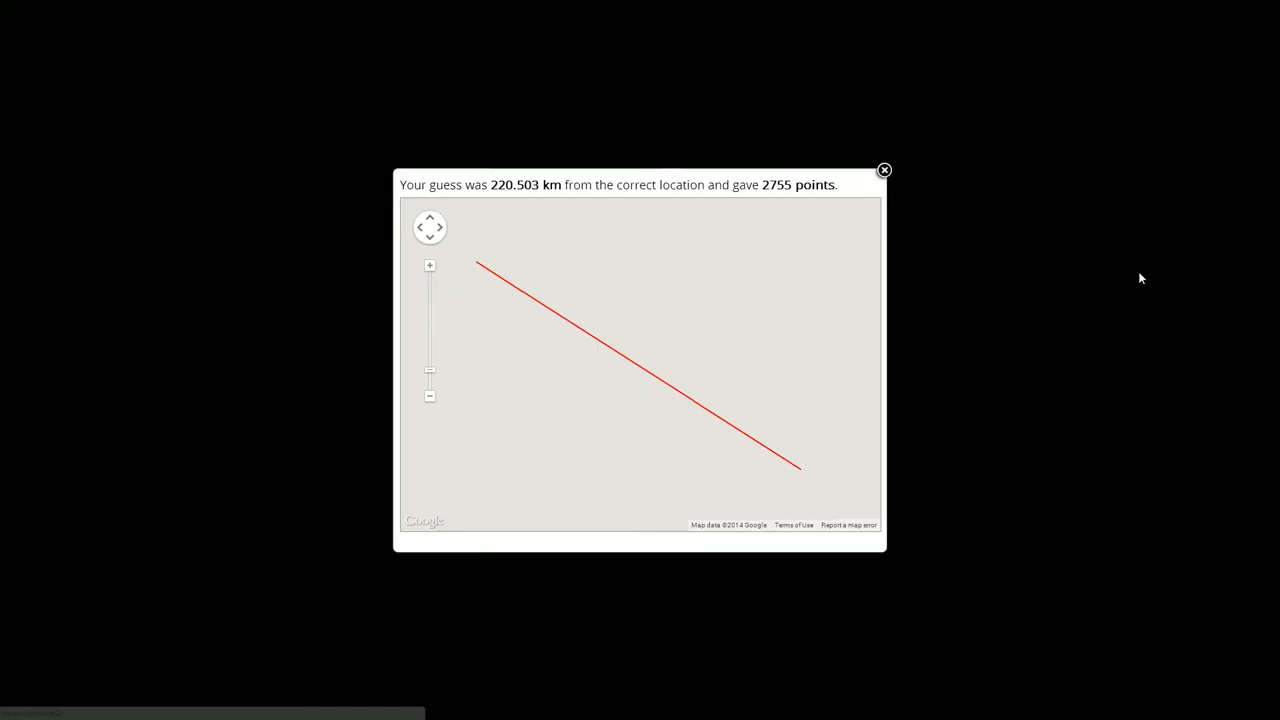 Your guess was 220.503 km from the correct location and gave 2755 points.
Google
Map data ©2014 Google Terms of Use Report a map error